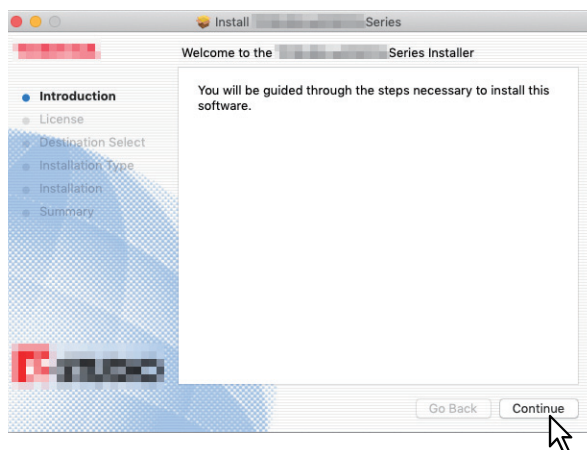 Install Series
Welcome to the Series Installer
Introduction
License
Destination Select
Installation Type
Installation
Summary
You will be guided through the steps necessary to install this
software.
Go Back
Continue